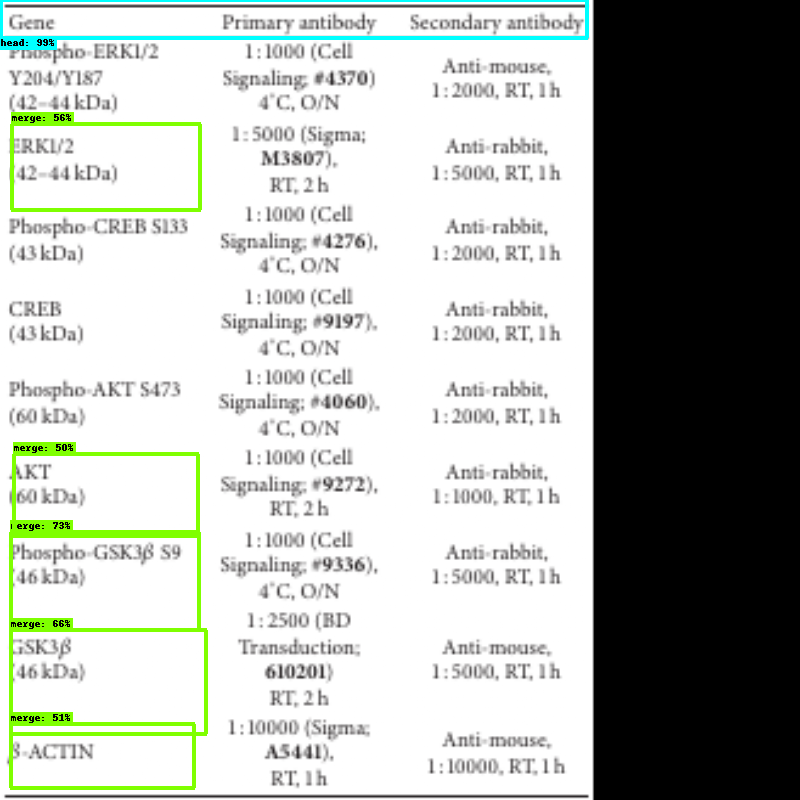 Gene Primary antibody Secondary antibody
head: 99%
Phospho-ERK1/2
Y204/Y187
(42–44 kDa)
1:1000 (Cell
Signaling; #4370)
4°C, O/N
Anti-mouse,
1:2000, RT, 1 h
merge: 56%
ERK1/2
(42–44 kDa)
1:5000 (Sigma;
M3807),
RT, 2 h
Anti-rabbit,
1:5000, RT, 1 h
Phospho-CREB S133
(43 kDa)
1:1000 (Cell
Signaling; #4276),
4°C, O/N
Anti-rabbit,
1:2000, RT, 1 h
CREB
(43 kDa)
1:1000 (Cell
Signaling; #9197),
4°C, O/N
Anti-rabbit,
1:2000, RT, 1 h
Phospho-AKT S473
(60 kDa)
1:1000 (Cell
Signaling; #4060),
4°C, O/N
Anti-rabbit,
1:2000, RT, 1 h
merge: 50%
AKT
(60 kDa)
1:1000 (Cell
Signaling; #9272),
RT, 2 h
Anti-rabbit,
1:1000, RT, 1 h
merge: 73%
Phospho-GSK3β S9
(46 kDa)
1:1000 (Cell
Signaling; #9336),
4°C, O/N
Anti-rabbit,
1:5000, RT, 1 h
merge: 66%
GSK3β
(46 kDa)
1:2500 (BD
Transduction;
610201)
RT, 2 h
Anti-mouse,
1:5000, RT, 1 h
merge: 51%
β-ACTIN
1:10000 (Sigma;
A5441),
RT, 1 h
Anti-mouse,
1:10000, RT, 1 h